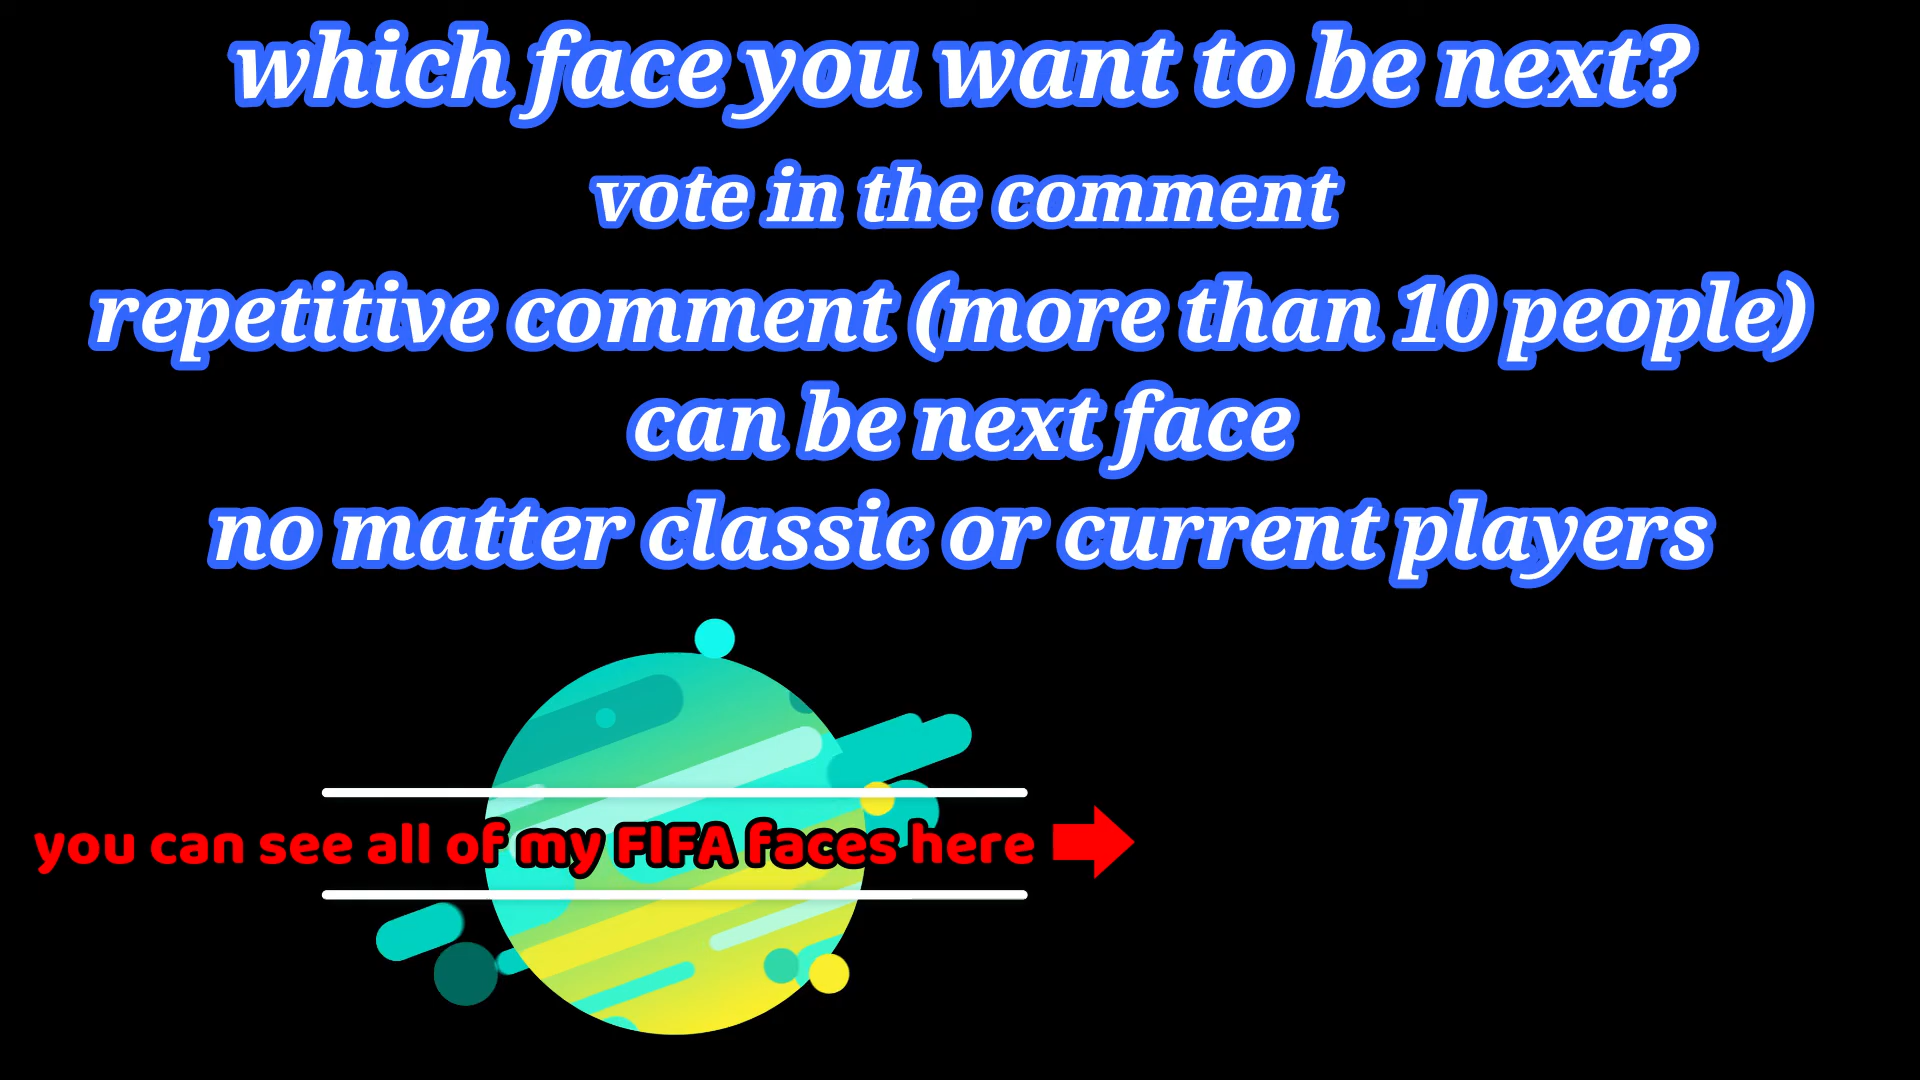 which face you want to be next?
vote in the comment
repetitive comment (more than 10 people)
can be next face
no matter classic or current players
you can see all of my FIFA faces here